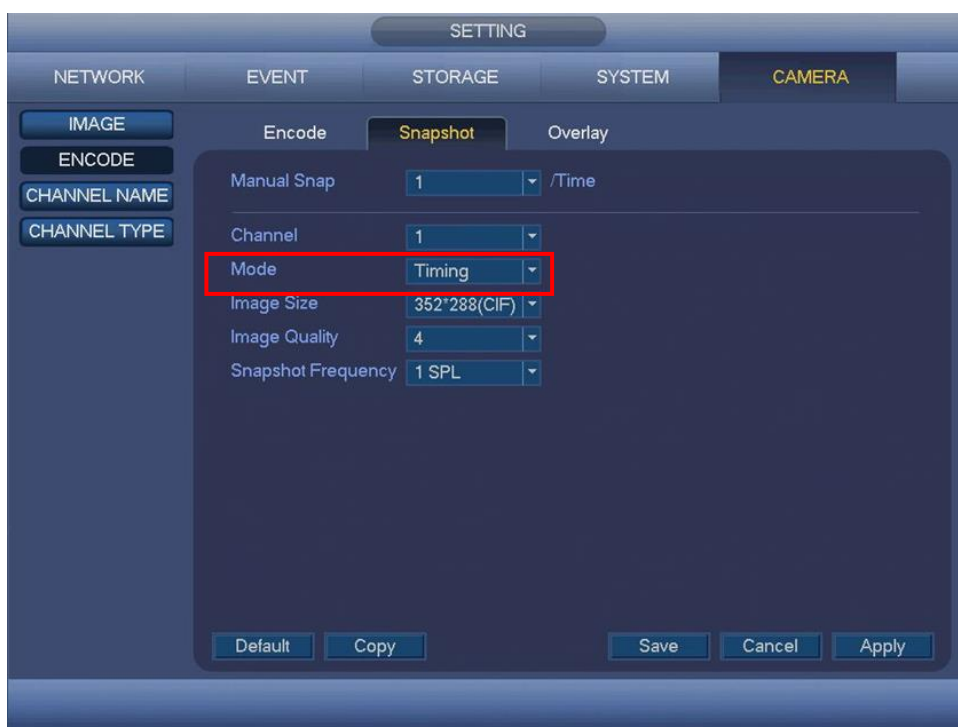 SETTING
NETWORK EVENT STORAGE SYSTEM CAMERA
IMAGE
ENCODE
CHANNEL NAME
CHANNEL TYPE
Encode Snapshot Overlay
Manual Snap 1 /Time
Channel 1
Mode Timing
Image Size 352*288(CIF)
Image Quality 4
Snapshot Frequency 1 SPL
Default Copy Save Cancel Apply